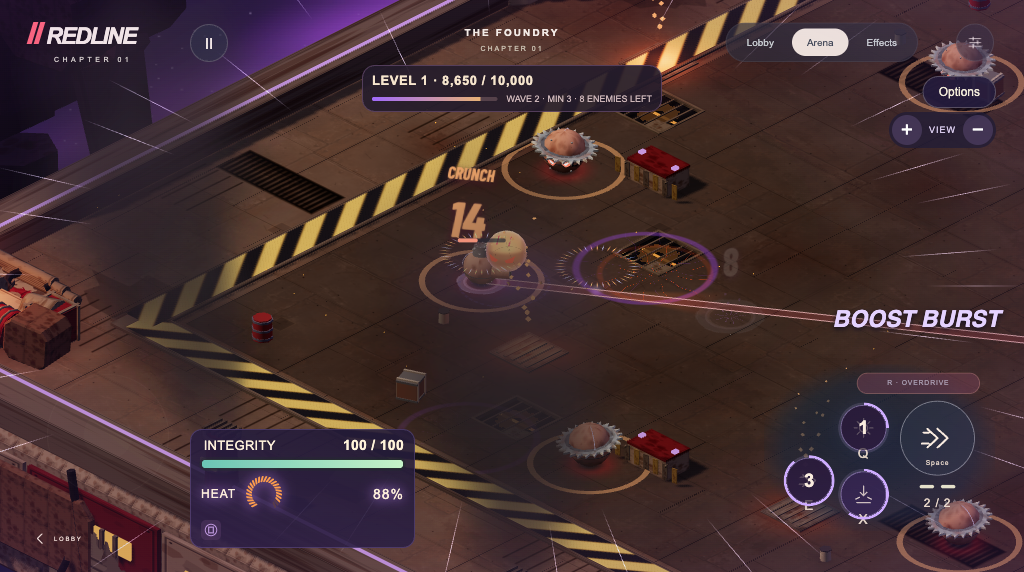 REDLINE
CHAPTER 01
THE FOUNDRY
CHAPTER 01
Lobby Arena Effects
LEVEL 1 · 8,650 / 10,000
WAVE 2 · MIN 3 · 8 ENEMIES LEFT
Options
+ VIEW −
CRUNCH
14
8
BOOST BURST
R · OVERDRIVE
1
Q
Space
3
E
X
2 / 2
INTEGRITY 100 / 100
HEAT 88%
LOBBY